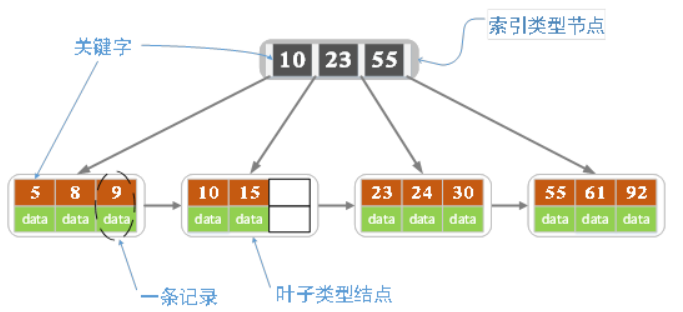 索引类型节点
关键字
10 23 55
5 8 9 10 15 23 24 30 55 61 92
data data data data data data data data data data data
一条记录
叶子类型结点